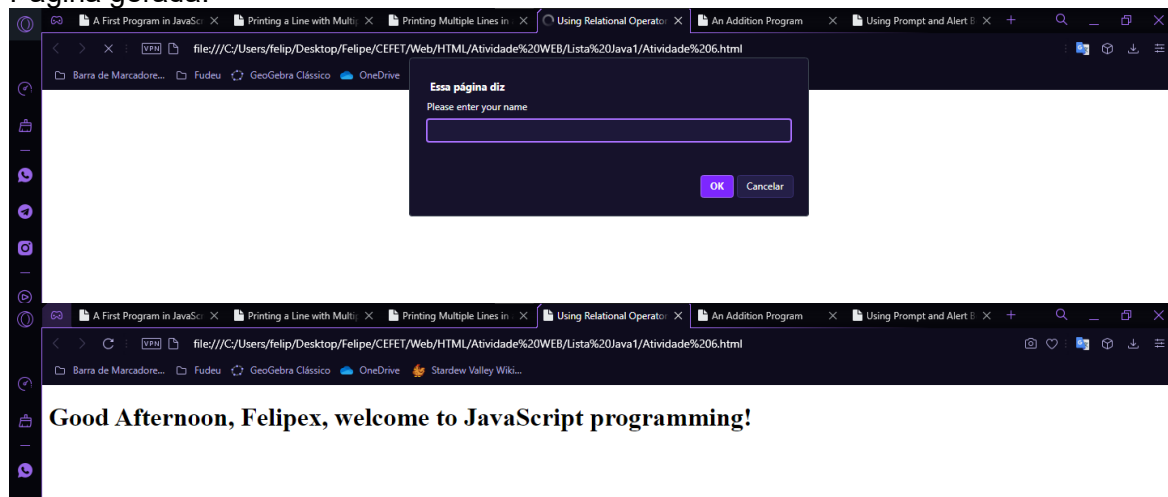 Página gerada:
A First Program in JavaSc
Printing a Line with Multip
Printing Multiple Lines in
Using Relational Operator
An Addition Program
Using Prompt and Alert B
VPN
file:///C:/Users/felip/Desktop/Felipe/CEFET/Web/HTML/Atividade%20WEB/Lista%20Java1/Atividade%206.html
Barra de Marcadore...
Fudeu
GeoGebra Clássico
OneDrive
Essa página diz
Please enter your name
OK
Cancelar
A First Program in JavaSc
Printing a Line with Multip
Printing Multiple Lines in
Using Relational Operator
An Addition Program
Using Prompt and Alert B
VPN
file:///C:/Users/felip/Desktop/Felipe/CEFET/Web/HTML/Atividade%20WEB/Lista%20Java1/Atividade%206.html
Barra de Marcadore...
Fudeu
GeoGebra Clássico
OneDrive
Stardew Valley Wiki...
Good Afternoon, Felipex, welcome to JavaScript programming!